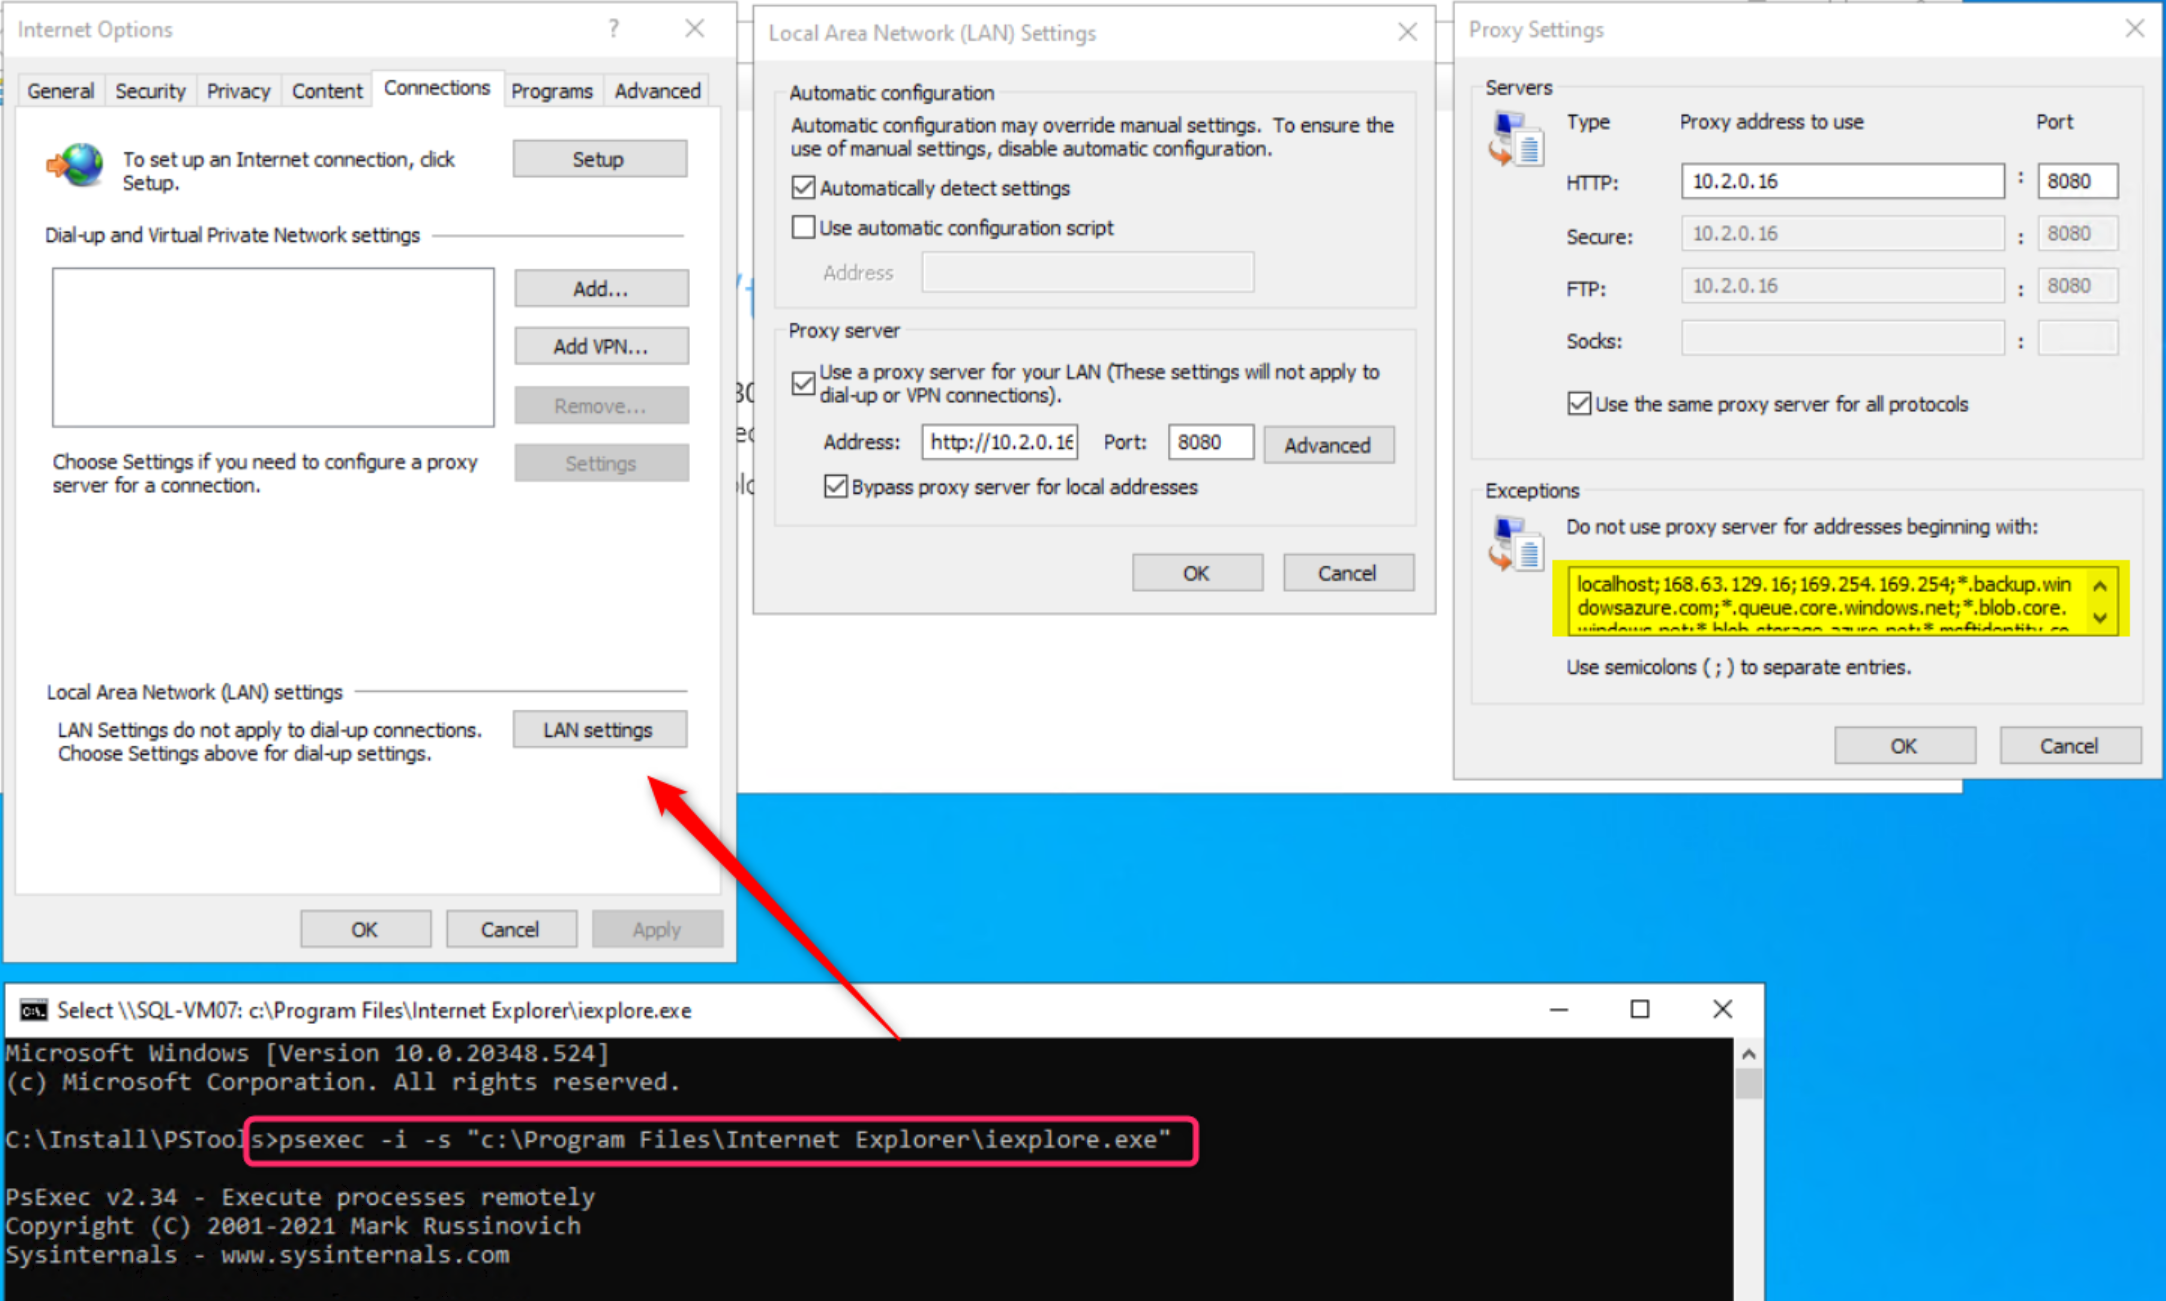 Internet Options
?
General
Security
Privacy
Content
Connections
Programs
Advanced
To set up an Internet connection, click
Setup.
Setup
Dial-up and Virtual Private Network settings
Add...
Add VPN...
Remove...
Choose Settings if you need to configure a proxy
server for a connection.
Settings
Local Area Network (LAN) settings
LAN Settings do not apply to dial-up connections.
Choose Settings above for dial-up settings.
LAN settings
OK
Cancel
Apply
Local Area Network (LAN) Settings
Automatic configuration
Automatic configuration may override manual settings. To ensure the
use of manual settings, disable automatic configuration.
Automatically detect settings
Use automatic configuration script
Address
Proxy server
Use a proxy server for your LAN (These settings will not apply to
dial-up or VPN connections).
Address: http://10.2.0.16 Port: 8080 Advanced
Bypass proxy server for local addresses
OK
Cancel
Proxy Settings
Servers
Type Proxy address to use Port
HTTP: 10.2.0.16 : 8080
Secure: 10.2.0.16 : 8080
FTP: 10.2.0.16 : 8080
Socks: :
Use the same proxy server for all protocols
Exceptions
Do not use proxy server for addresses beginning with:
localhost;168.63.129.16;169.254.169.254;*.backup.win
dowsazure.com;*.queue.core.windows.net;*.blob.core.
windows.net;*.blob.storage.azure.net;*.msftidentity.co
Use semicolons ( ; ) to separate entries.
OK
Cancel
Select \\SQL-VM07: c:\Program Files\Internet Explorer\iexplore.exe
Microsoft Windows [Version 10.0.20348.524]
(c) Microsoft Corporation. All rights reserved.
C:\Install\PSTools>psexec -i -s "c:\Program Files\Internet Explorer\iexplore.exe"
PsExec v2.34 - Execute processes remotely
Copyright (C) 2001-2021 Mark Russinovich
Sysinternals - www.sysinternals.com